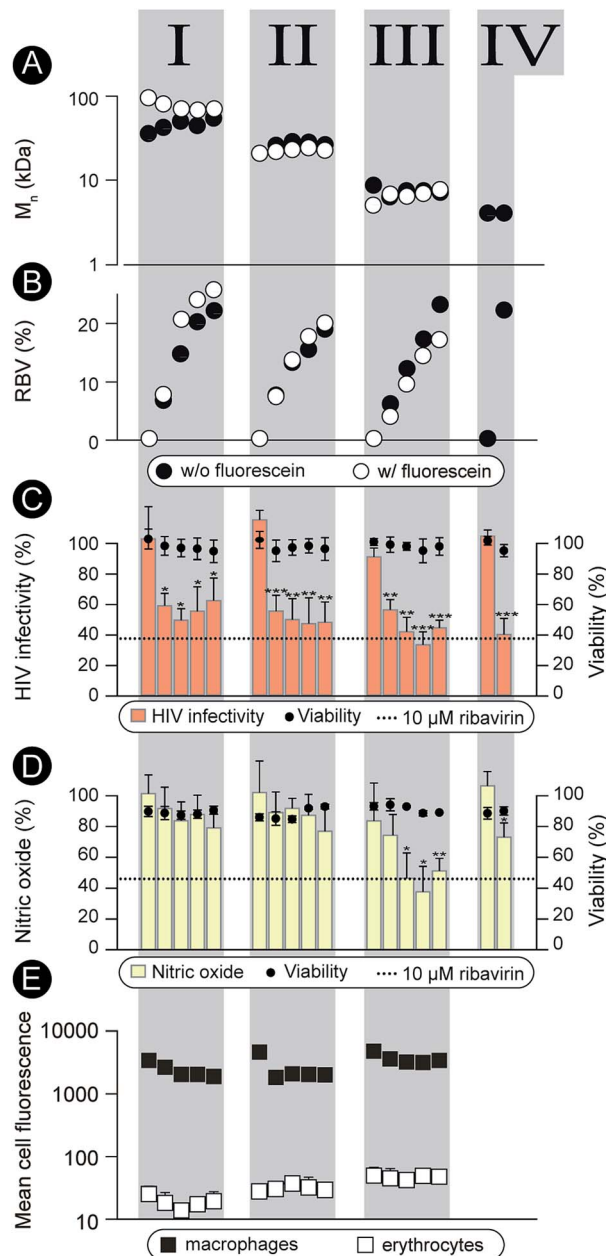 I II III IV
A
Mn (kDa)
100
10
1
B
RBV (%)
20
10
0
w/o fluorescein w/ fluorescein
C
HIV infectivity (%)
Viability (%)
100 100
80 80
60 60
40 40
20 20
0 0
* * * *
*** ** ** **
** ** *** ***
***
HIV infectivity Viability 10 µM ribavirin
D
Nitric oxide (%)
Viability (%)
100 100
80 80
60 60
40 40
20 20
0 0
* * **
*
Nitric oxide Viability 10 µM ribavirin
E
Mean cell fluorescence
10000
1000
100
10
macrophages erythrocytes